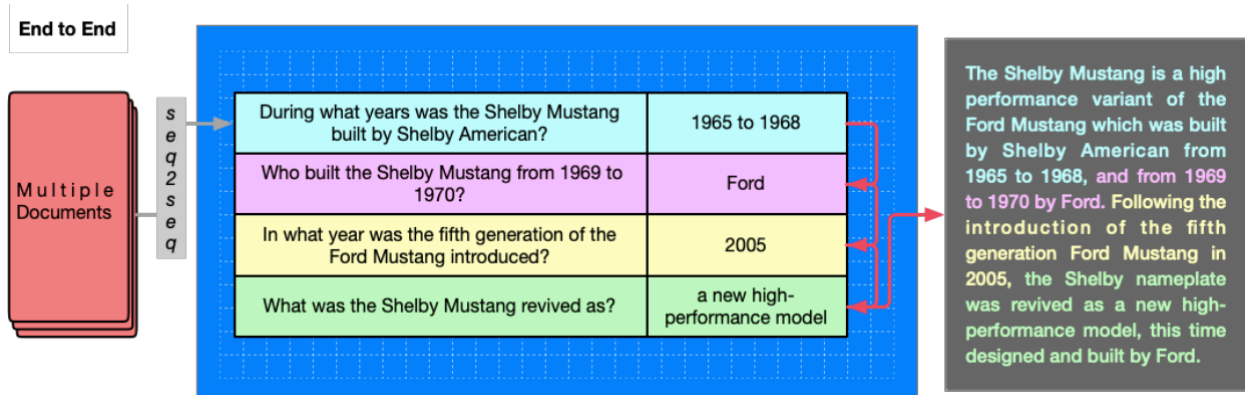 End to End
Multiple
Documents
seq2seq
During what years was the Shelby Mustang
built by Shelby American?
1965 to 1968
Who built the Shelby Mustang from 1969 to
1970?
Ford
In what year was the fifth generation of the
Ford Mustang introduced?
2005
What was the Shelby Mustang revived as?
a new high-
performance model
The Shelby Mustang is a high
performance variant of the
Ford Mustang which was built
by Shelby American from
1965 to 1968, and from 1969
to 1970 by Ford. Following the
introduction of the fifth
generation Ford Mustang in
2005, the Shelby nameplate
was revived as a new high-
performance model, this time
designed and built by Ford.